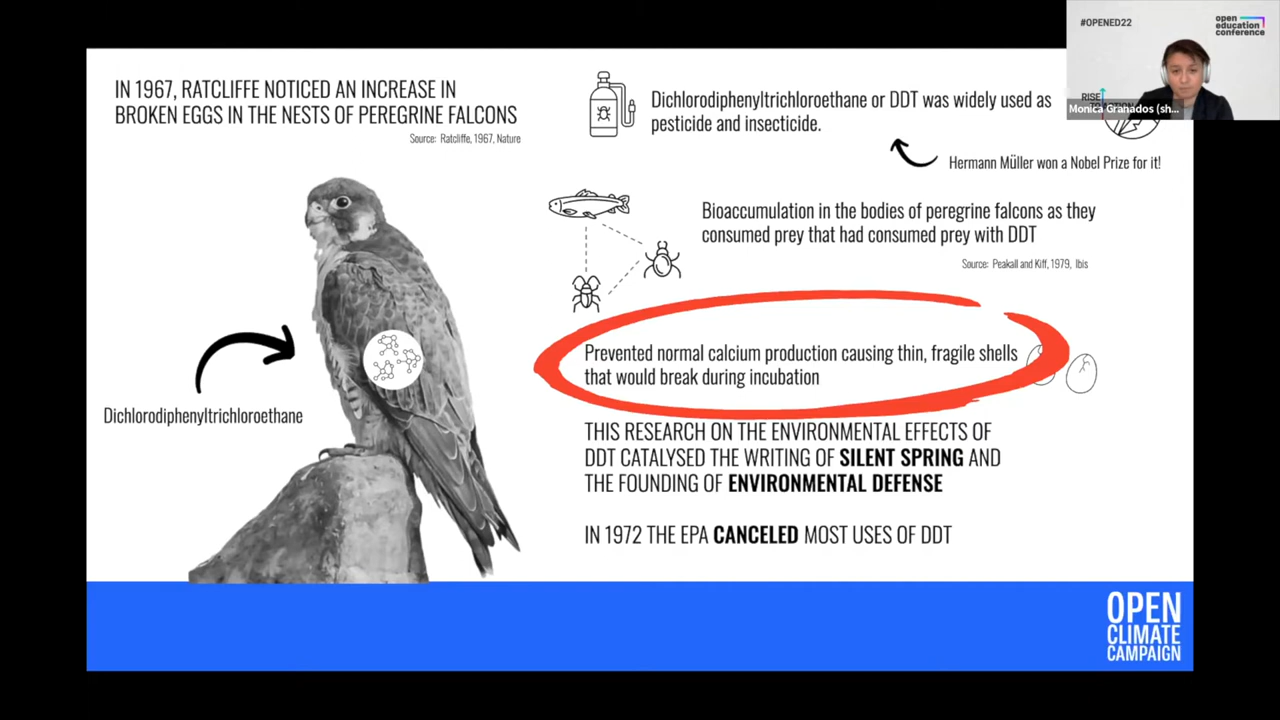 IN 1967, RATCLIFFE NOTICED AN INCREASE IN
BROKEN EGGS IN THE NESTS OF PEREGRINE FALCONS
Source: Ratcliffe, 1967, Nature
Dichlorodiphenyltrichloroethane
Dichlorodiphenyltrichloroethane or DDT was widely used as
pesticide and insecticide.
Hermann Müller won a Nobel Prize for it!
Bioaccumulation in the bodies of peregrine falcons as they
consumed prey that had consumed prey with DDT
Source: Peakall and Kiff, 1979, Ibis
Prevented normal calcium production causing thin, fragile shells
that would break during incubation
THIS RESEARCH ON THE ENVIRONMENTAL EFFECTS OF
DDT CATALYSED THE WRITING OF SILENT SPRING AND
THE FOUNDING OF ENVIRONMENTAL DEFENSE
IN 1972 THE EPA CANCELED MOST USES OF DDT
OPEN
CLIMATE
CAMPAIGN
#OPENED22
open
education
conference
RISE
Monica Granados (sh...